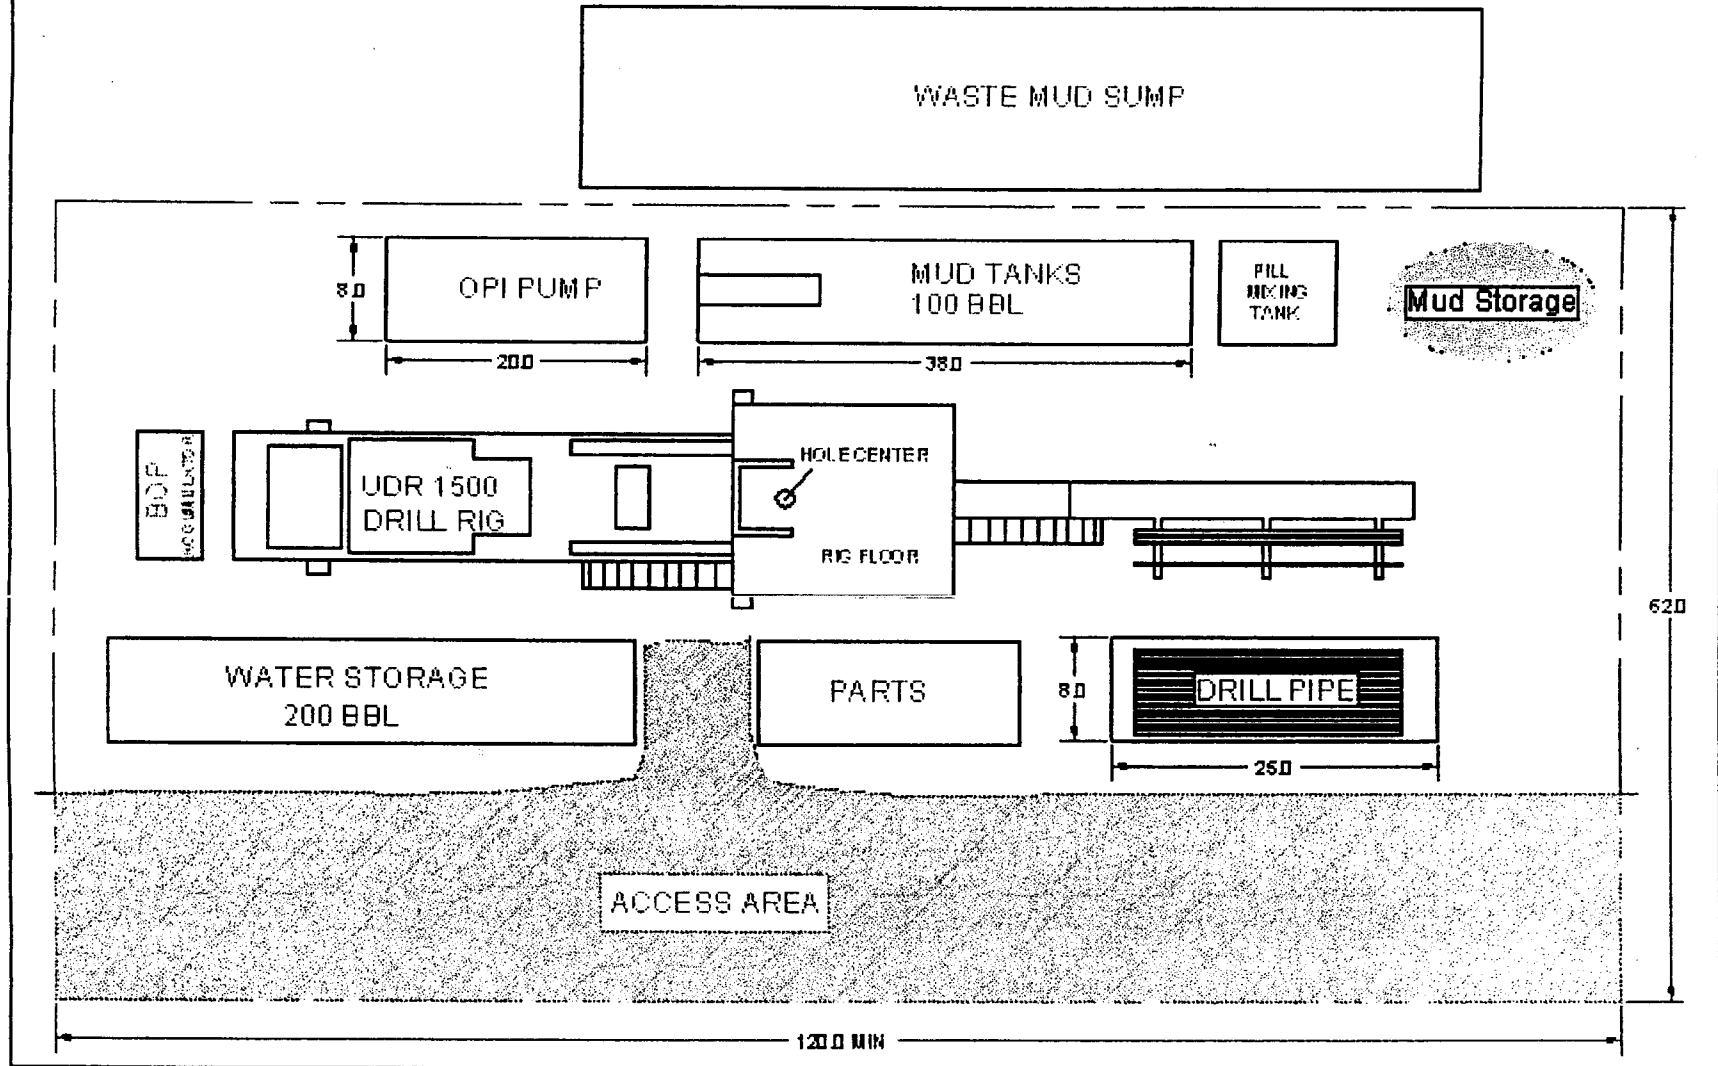 WASTE MUD SUMP
8.0
OPI PUMP
MUD TANKS
100 BBL
PILL
MIXING
TANK
Mud Storage
20.0
38.0
BOP
ACCUMULATOR
UDR 1500
DRILL RIG
HOLE CENTER
RIG FLOOR
62.0
WATER STORAGE
200 BBL
PARTS
8.0
DRILL PIPE
25.0
ACCESS AREA
120.0 MIN